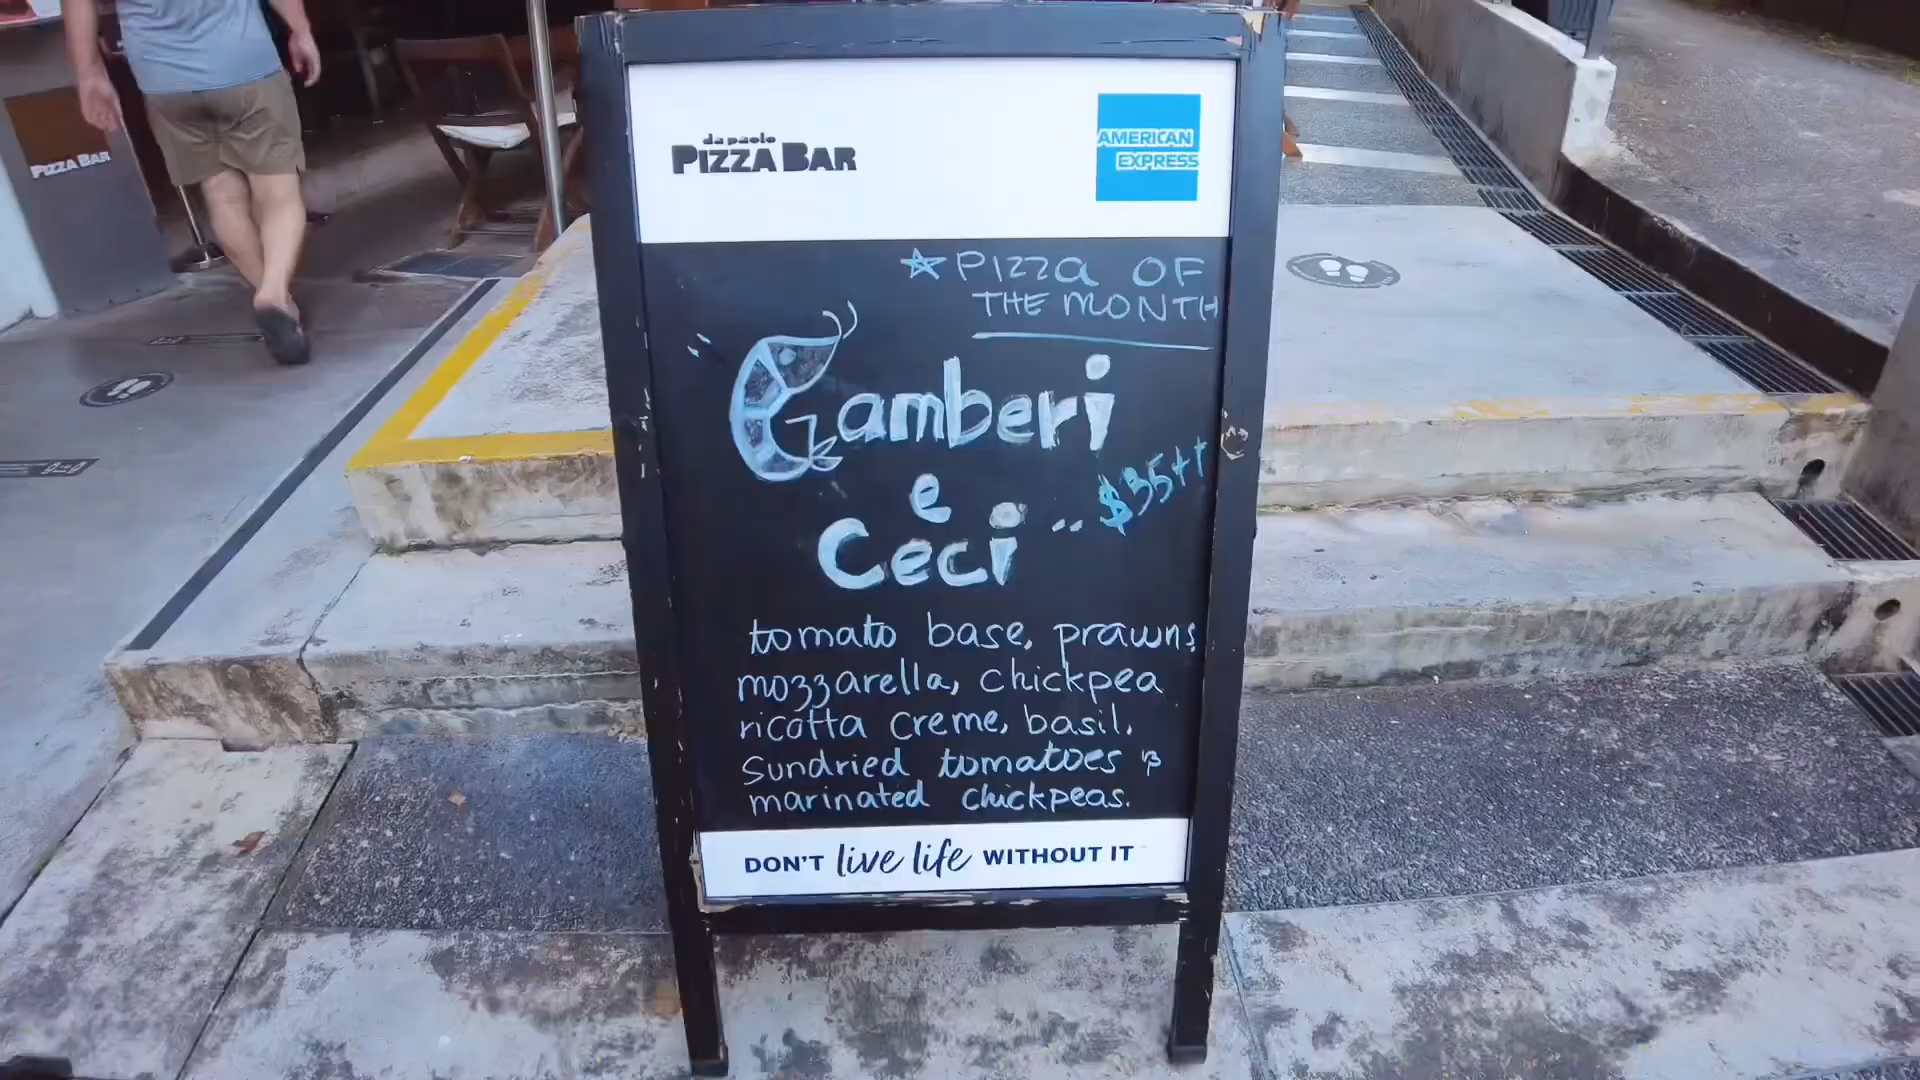 da paolo
PIZZA BAR
AMERICAN
EXPRESS
PIZZA BAR
PIZZA OF
THE MONTH
Gamberi
e
Ceci
$35++
tomato base, prawns,
mozzarella, chickpea
ricotta creme, basil,
sundried tomatoes &
marinated chickpeas.
DON'T live life WITHOUT IT